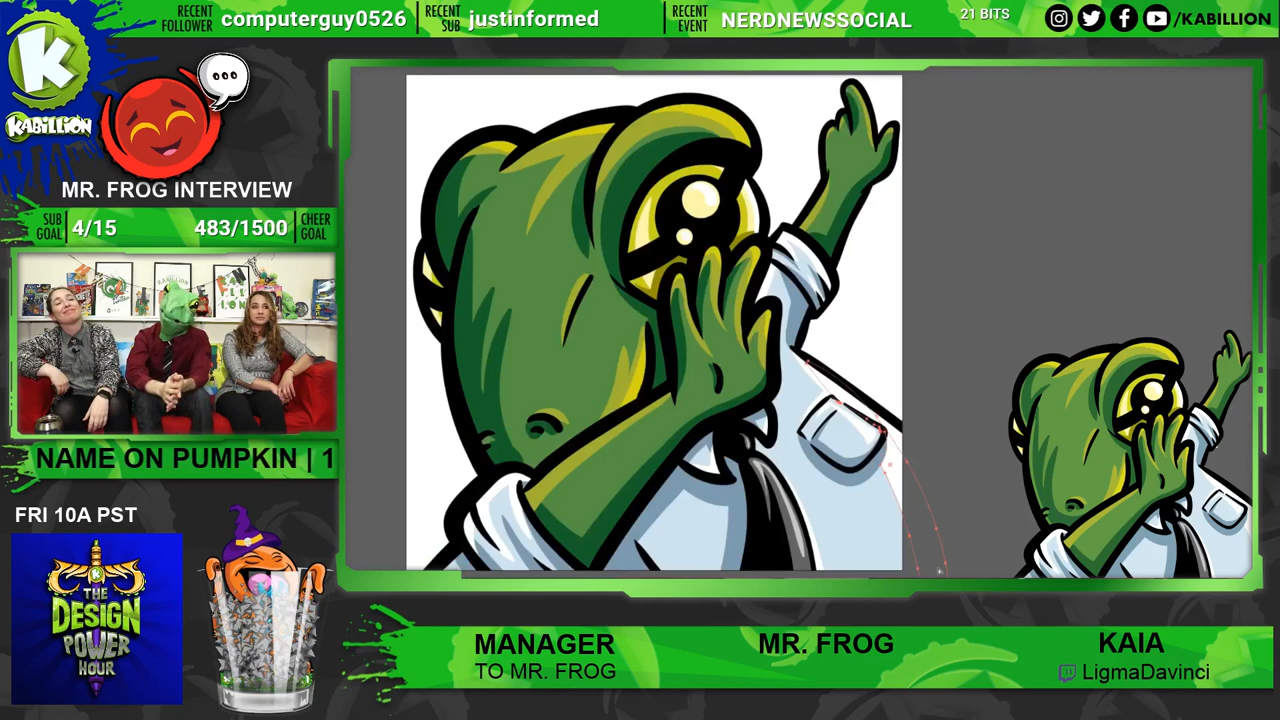 RECENT FOLLOWER computerguy0526
RECENT SUB justinformed
RECENT EVENT NERDNEWSSOCIAL
21 BITS
/KABILLION
K
KABILLION
MR. FROG INTERVIEW
SUB GOAL 4/15
483/1500 CHEER GOAL
NAME ON PUMPKIN | 1
FRI 10A PST
K
THE
DESIGN
POWER
HOUR
MANAGER
TO MR. FROG
MR. FROG
KAIA
LigmaDavinci